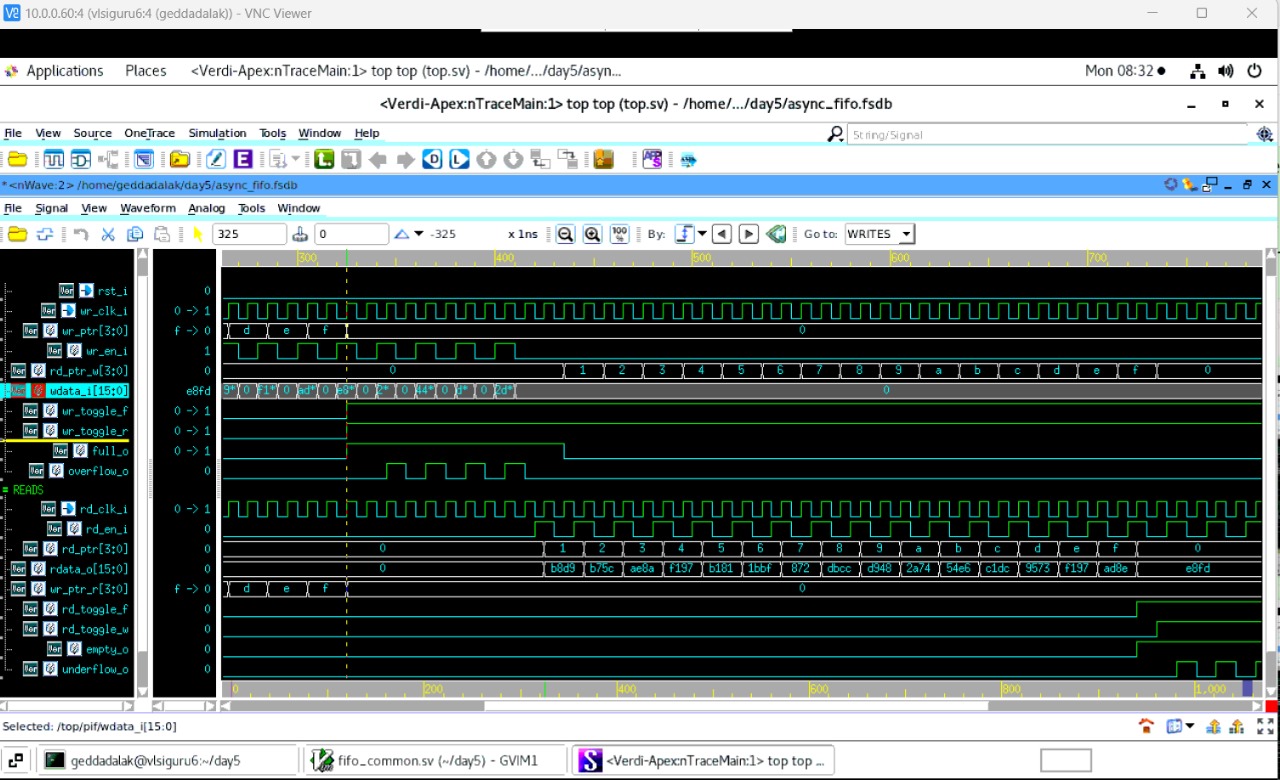 10.0.0.60:4 (vlsiguru6:4 (geddadalak)) - VNC Viewer
Applications Places <Verdi-Apex:nTraceMain:1> top top (top.sv) - /home/.../day5/asyn... Mon 08:32
<Verdi-Apex:nTraceMain:1> top top (top.sv) - /home/.../day5/async_fifo.fsdb
File View Source OneTrace Simulation Tools Window Help String/Signal
*<nWave:2> /home/geddadalak/day5/async_fifo.fsdb
File Signal View Waveform Analog Tools Window
325 0 -325 x 1ns 100 % By: Go to: WRITES
300 400 500 600 700
rst_i 0
wr_clk_i 0 -> 1
wr_ptr[3:0] f -> 0 d e f 0
wr_en_i 1
rd_ptr_w[3:0] 0 0 1 2 3 4 5 6 7 8 9 a b c d e f 0
wdata_i[15:0] e8fd 9* 0 f1* 0 ad* 0 e8* 0 2* 0 44* 0 d* 0 2d* 0
wr_toggle_f 0 -> 1
wr_toggle_r 0 -> 1
full_o 0 -> 1
overflow_o 0
READS
rd_clk_i 0 -> 1
rd_en_i 0
rd_ptr[3:0] 0 0 1 2 3 4 5 6 7 8 9 a b c d e f 0
rdata_o[15:0] 0 0 b8d9 b75c ae8a f197 b181 1bbf 872 dbcc d948 2a74 54e6 c1dc 9573 f197 ad8e e8fd
wr_ptr_r[3:0] f -> 0 d e f 0
rd_toggle_f 0
rd_toggle_w 0
empty_o 0
underflow_o 0
0 200 400 600 800 1,000
Selected: /top/pif/wdata_i[15:0]
geddadalak@vlsiguru6:~/day5 fifo_common.sv (~/day5) - GVIM1 <Verdi-Apex:nTraceMain:1> top top ...